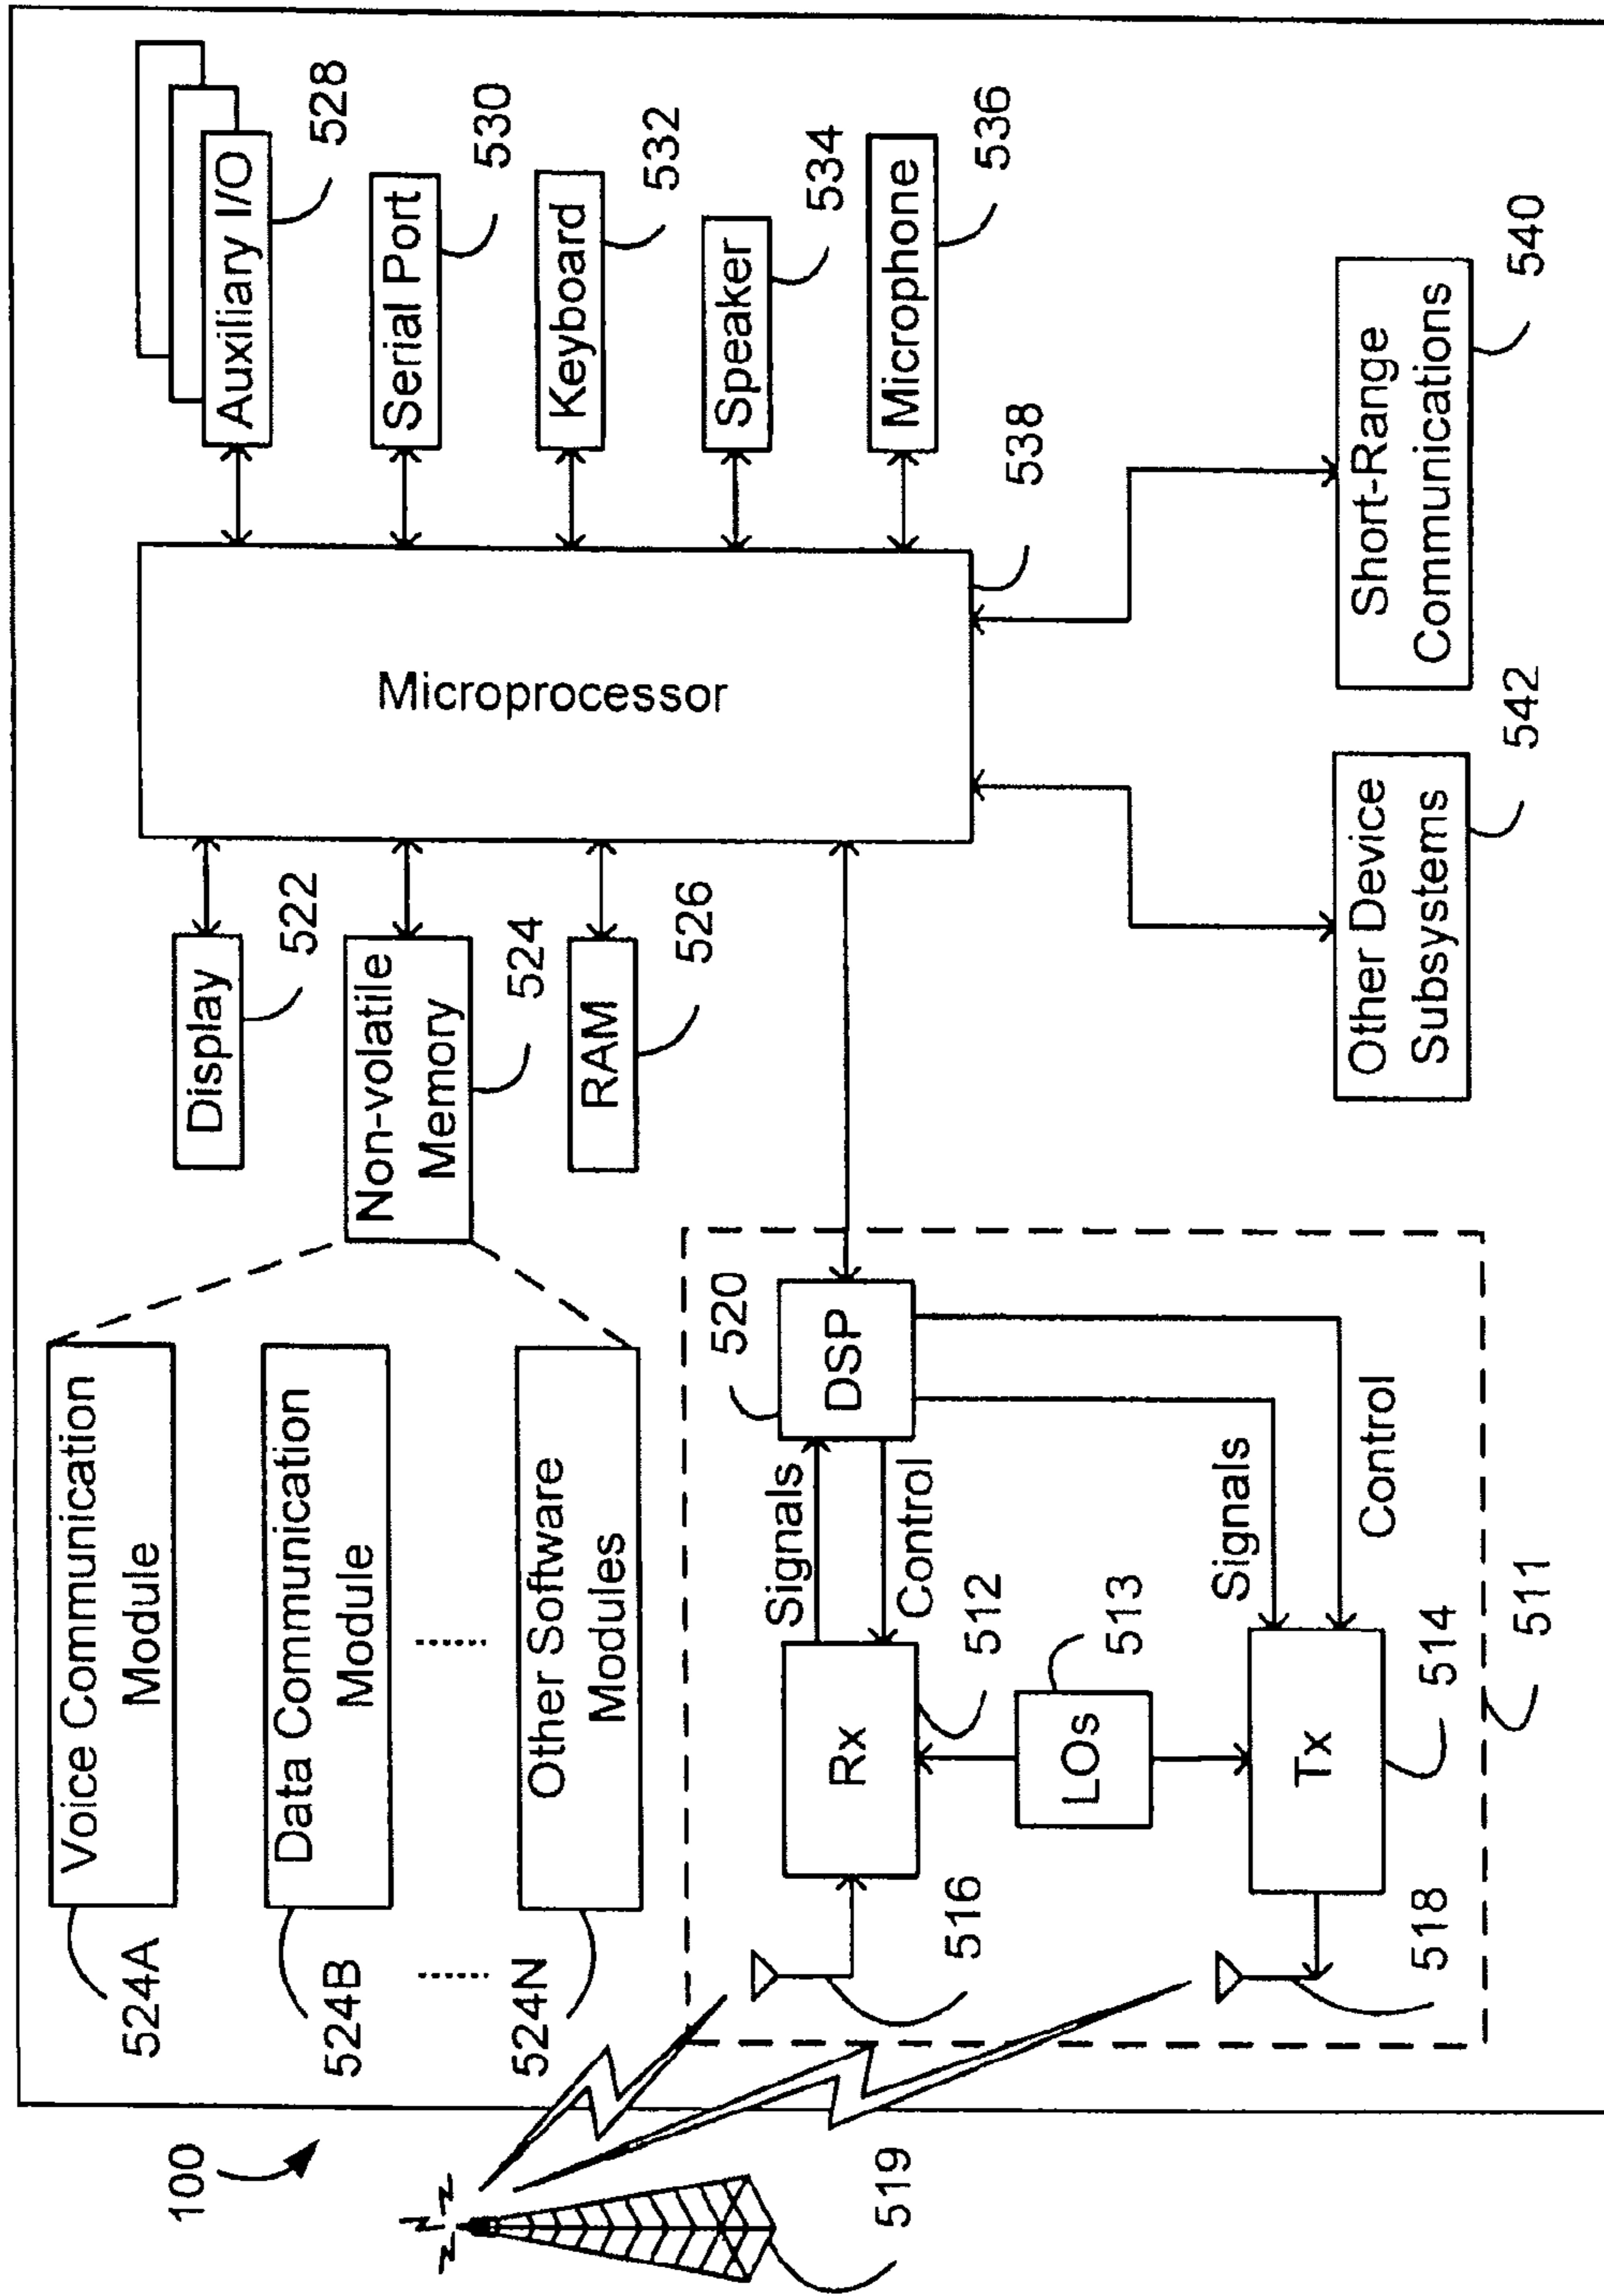 100
519
524A
Voice Communication
Module
524B
Data Communication
Module
524N
Other Software
Modules
Display
522
Non-volatile
Memory
524
RAM
526
Microprocessor
538
Auxiliary I/O
528
Serial Port
530
Keyboard
532
Speaker
534
Microphone
536
Short-Range
Communications
540
Other Device
Subsystems
542
520
DSP
Signals
Control
Rx
512
LOs
513
Signals
Control
Tx
514
516
518
511